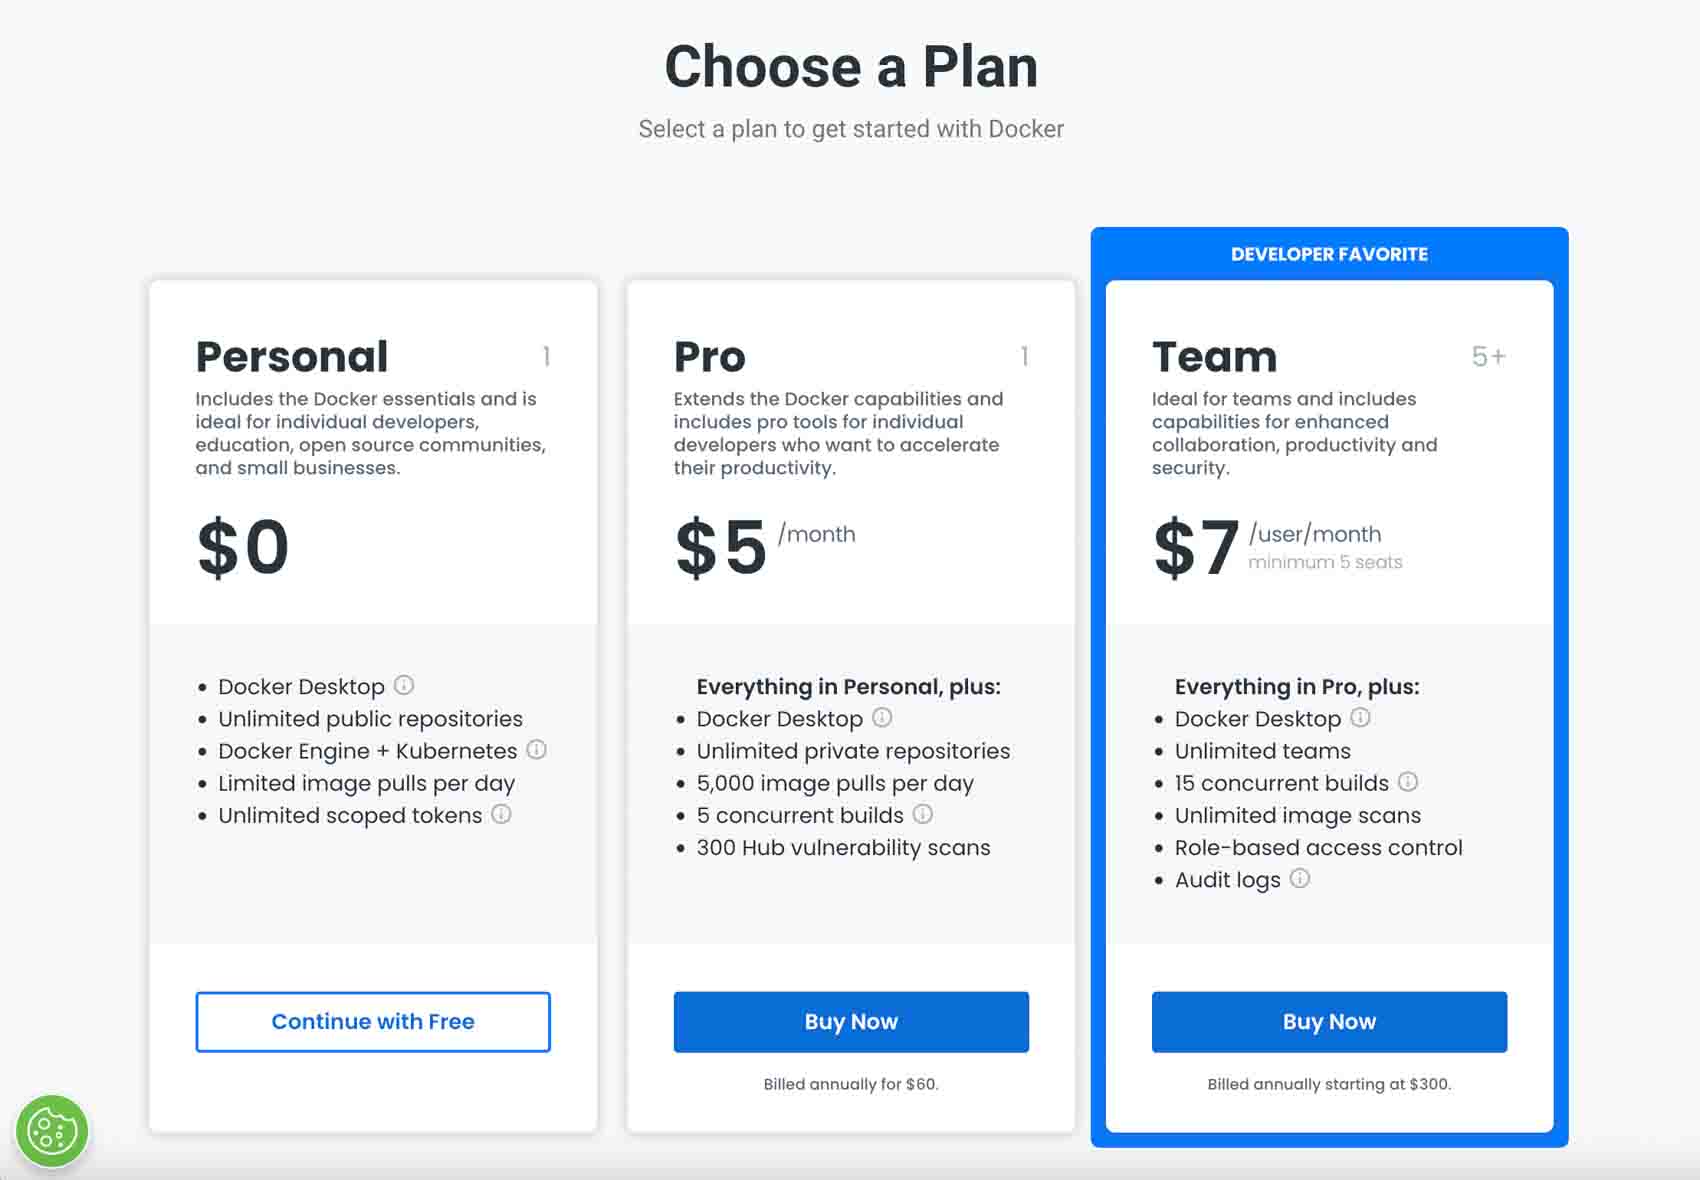 Choose a Plan
Select a plan to get started with Docker
Personal 1
Includes the Docker essentials and is
ideal for individual developers,
education, open source communities,
and small businesses.
$0
• Docker Desktop
• Unlimited public repositories
• Docker Engine + Kubernetes
• Limited image pulls per day
• Unlimited scoped tokens
Continue with Free
Pro 1
Extends the Docker capabilities and
includes pro tools for individual
developers who want to accelerate
their productivity.
$5 /month
Everything in Personal, plus:
• Docker Desktop
• Unlimited private repositories
• 5,000 image pulls per day
• 5 concurrent builds
• 300 Hub vulnerability scans
Buy Now
Billed annually for $60.
DEVELOPER FAVORITE
Team 5+
Ideal for teams and includes
capabilities for enhanced
collaboration, productivity and
security.
$7 /user/month
minimum 5 seats
Everything in Pro, plus:
• Docker Desktop
• Unlimited teams
• 15 concurrent builds
• Unlimited image scans
• Role-based access control
• Audit logs
Buy Now
Billed annually starting at $300.